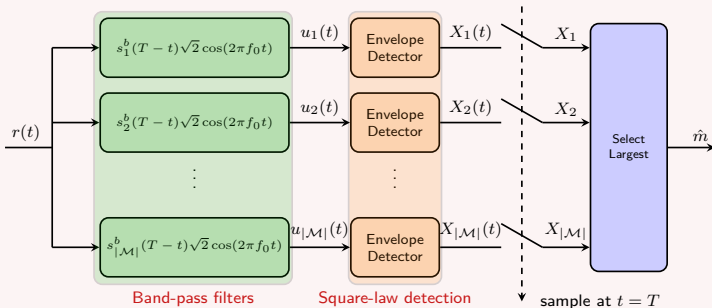 r(t)
s_1^b(T − t)√2 cos(2πf_0t)
u_1(t)
Envelope
Detector
X_1(t)
X_1
s_2^b(T − t)√2 cos(2πf_0t)
u_2(t)
Envelope
Detector
X_2(t)
X_2
Select
Largest
m̂
⋮
⋮
s_{|ℳ|}^b(T − t)√2 cos(2πf_0t)
u_{|ℳ|}(t)
Envelope
Detector
X_{|ℳ|}(t)
X_{|ℳ|}
Band-pass filters
Square-law detection
sample at t = T